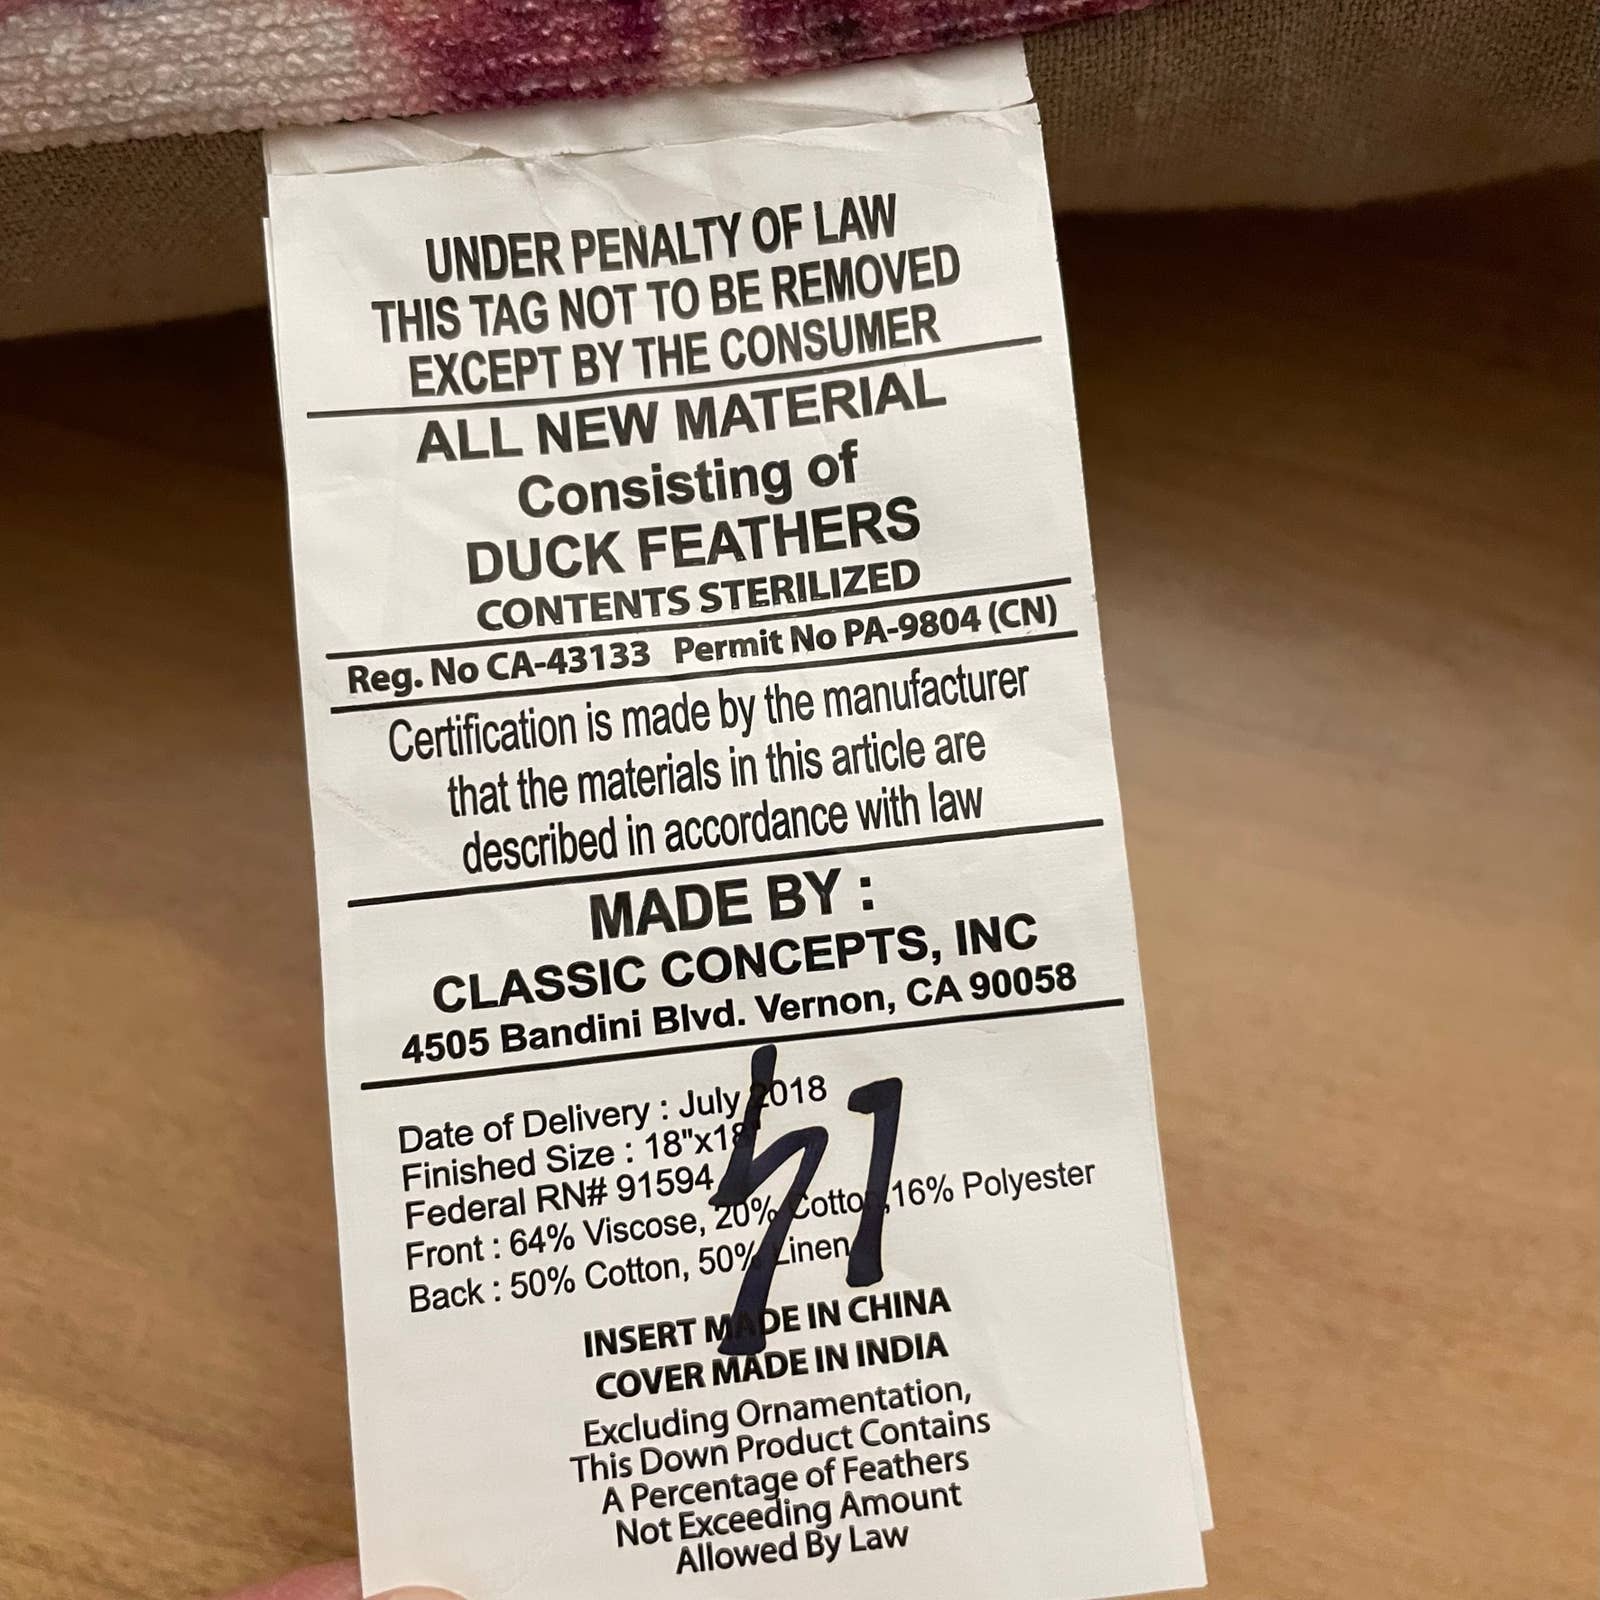 UNDER PENALTY OF LAW
THIS TAG NOT TO BE REMOVED
EXCEPT BY THE CONSUMER
ALL NEW MATERIAL
Consisting of
DUCK FEATHERS
CONTENTS STERILIZED
Reg. No CA-43133 Permit No PA-9804 (CN)
Certification is made by the manufacturer
that the materials in this article are
described in accordance with law
MADE BY :
CLASSIC CONCEPTS, INC
4505 Bandini Blvd. Vernon, CA 90058
Date of Delivery : July 2018
Finished Size : 18"x18"
Federal RN# 91594
Front : 64% Viscose, 20% Cotton,16% Polyester
Back : 50% Cotton, 50% Linen
INSERT MADE IN CHINA
COVER MADE IN INDIA
Excluding Ornamentation,
This Down Product Contains
A Percentage of Feathers
Not Exceeding Amount
Allowed By Law